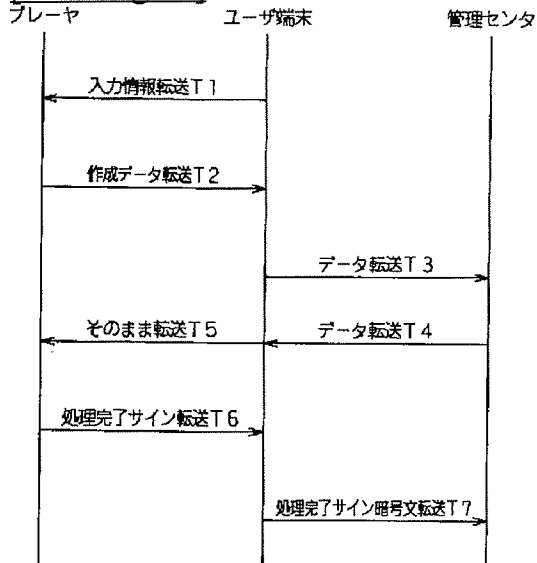 プレーヤ
ユーザ端末
管理センタ
入力情報転送T1
作成データ転送T2
データ転送T3
そのまま転送T5
データ転送T4
処理完了サイン転送T6
処理完了サイン暗号文転送T7